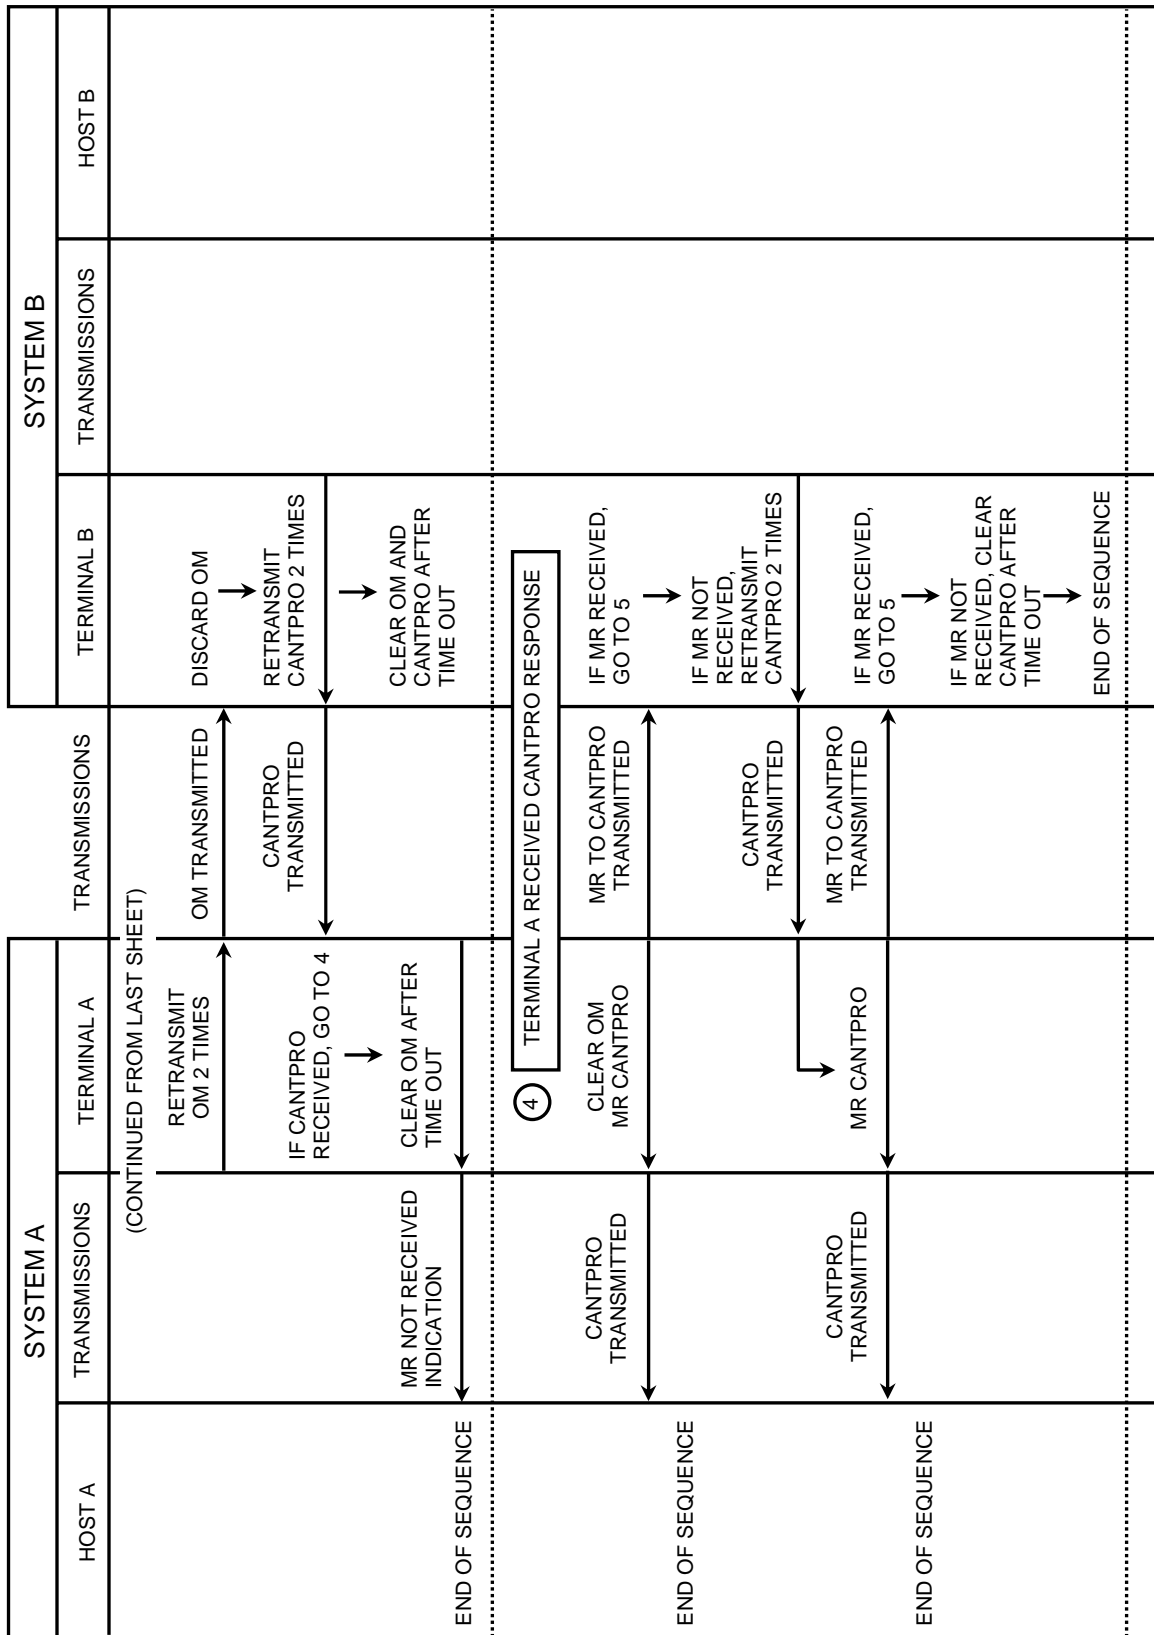 SYSTEM A
SYSTEM B
HOST A
TRANSMISSIONS
TERMINAL A
TRANSMISSIONS
TERMINAL B
TRANSMISSIONS
HOST B
(CONTINUED FROM LAST SHEET)
RETRANSMIT
OM 2 TIMES
OM TRANSMITTED
DISCARD OM
RETRANSMIT
CANTPRO 2 TIMES
CANTPRO
TRANSMITTED
IF CANTPRO
RECEIVED, GO TO 4
CLEAR OM AND
CANTPRO AFTER
TIME OUT
CLEAR OM AFTER
TIME OUT
MR NOT RECEIVED
INDICATION
END OF SEQUENCE
4
TERMINAL A RECEIVED CANTPRO RESPONSE
CLEAR OM
MR CANTPRO
CANTPRO
TRANSMITTED
MR TO CANTPRO
TRANSMITTED
IF MR RECEIVED,
GO TO 5
END OF SEQUENCE
IF MR NOT
RECEIVED,
RETRANSMIT
CANTPRO 2 TIMES
CANTPRO
TRANSMITTED
MR CANTPRO
CANTPRO
TRANSMITTED
MR TO CANTPRO
TRANSMITTED
IF MR RECEIVED,
GO TO 5
END OF SEQUENCE
IF MR NOT
RECEIVED, CLEAR
CANTPRO AFTER
TIME OUT
END OF SEQUENCE